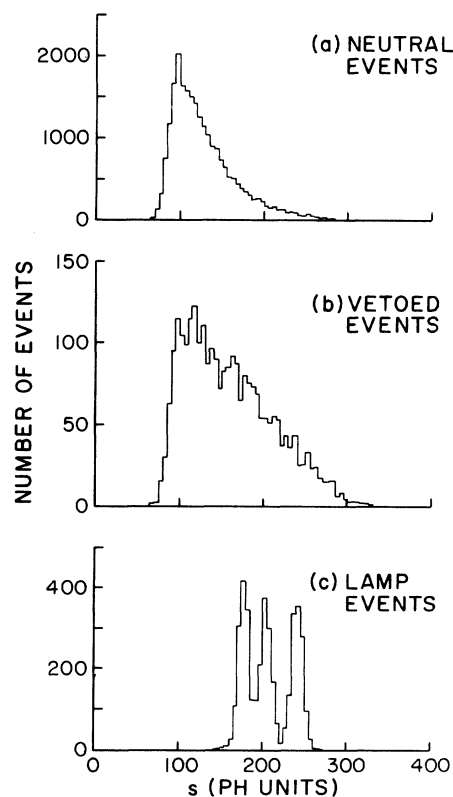 (a) NEUTRAL
EVENTS
2000
1000
0
(b) VETOED
EVENTS
150
100
50
0
NUMBER OF EVENTS
(c) LAMP
EVENTS
400
200
0
0 100 200 300 400
s (PH UNITS)